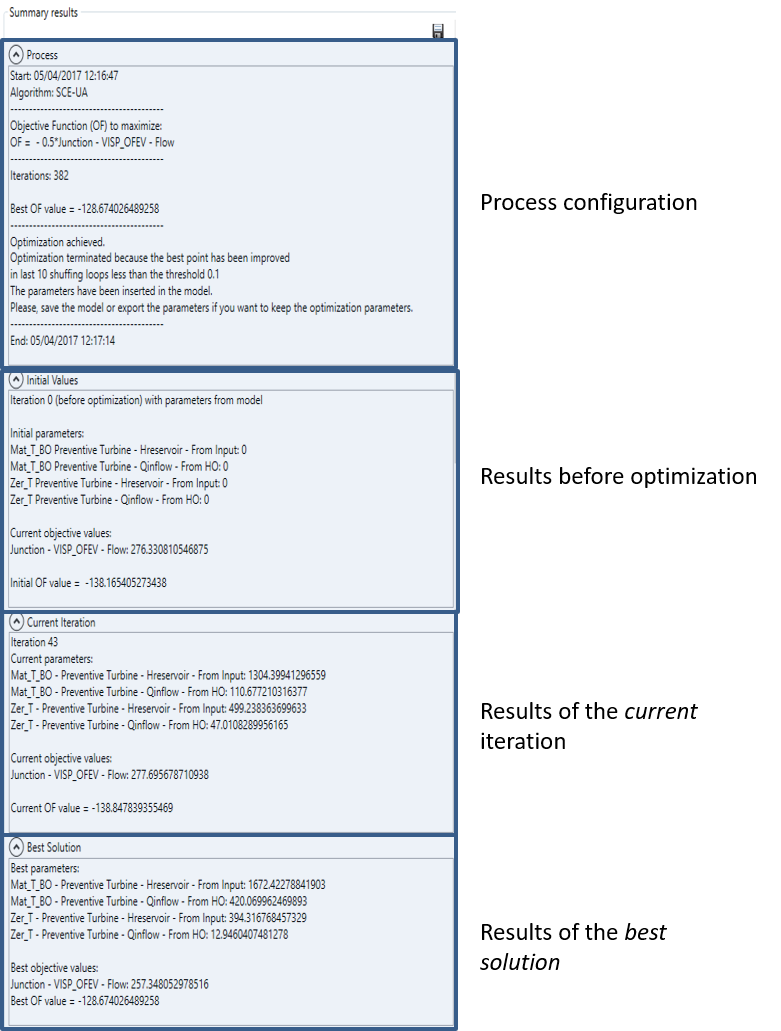 Summary results
Process
Start: 05/04/2017 12:16:47
Algorithm: SCE-UA
-----------------------------------------
Objective Function (OF) to maximize:
OF =  - 0.5*Junction - VISP_OFEV - Flow
-----------------------------------------
Iterations: 382
Best OF value = -128.674026489258
-----------------------------------------
Optimization achieved.
Optimization terminated because the best point has been improved
in last 10 shuffing loops less than the threshold 0.1
The parameters have been inserted in the model.
Please, save the model or export the parameters if you want to keep the optimization parameters.
-----------------------------------------
End: 05/04/2017 12:17:14
Process configuration
Initial Values
Iteration 0 (before optimization) with parameters from model
Initial parameters:
Mat_T_BO Preventive Turbine - Hreservoir - From Input: 0
Mat_T_BO Preventive Turbine - Qinflow - From HO: 0
Zer_T Preventive Turbine - Hreservoir - From Input: 0
Zer_T Preventive Turbine - Qinflow - From HO: 0
Current objective values:
Junction - VISP_OFEV - Flow: 276.330810546875
Initial OF value =  -138.165405273438
Results before optimization
Current Iteration
Iteration 43
Current parameters:
Mat_T_BO - Preventive Turbine - Hreservoir - From Input: 1304.39941296559
Mat_T_BO - Preventive Turbine - Qinflow - From HO: 110.677210316377
Zer_T - Preventive Turbine - Hreservoir - From Input: 499.238363699633
Zer_T - Preventive Turbine - Qinflow - From HO: 47.0108289956165
Current objective values:
Junction - VISP_OFEV - Flow: 277.695678710938
Current OF value = -138.847839355469
Results of the current
iteration
Best Solution
Best parameters:
Mat_T_BO - Preventive Turbine - Hreservoir - From Input: 1672.42278841903
Mat_T_BO - Preventive Turbine - Qinflow - From HO: 420.069962469893
Zer_T - Preventive Turbine - Hreservoir - From Input: 394.316768457329
Zer_T - Preventive Turbine - Qinflow - From HO: 12.9460407481278
Best objective values:
Junction - VISP_OFEV - Flow: 257.348052978516
Best OF value = -128.674026489258
Results of the best
solution